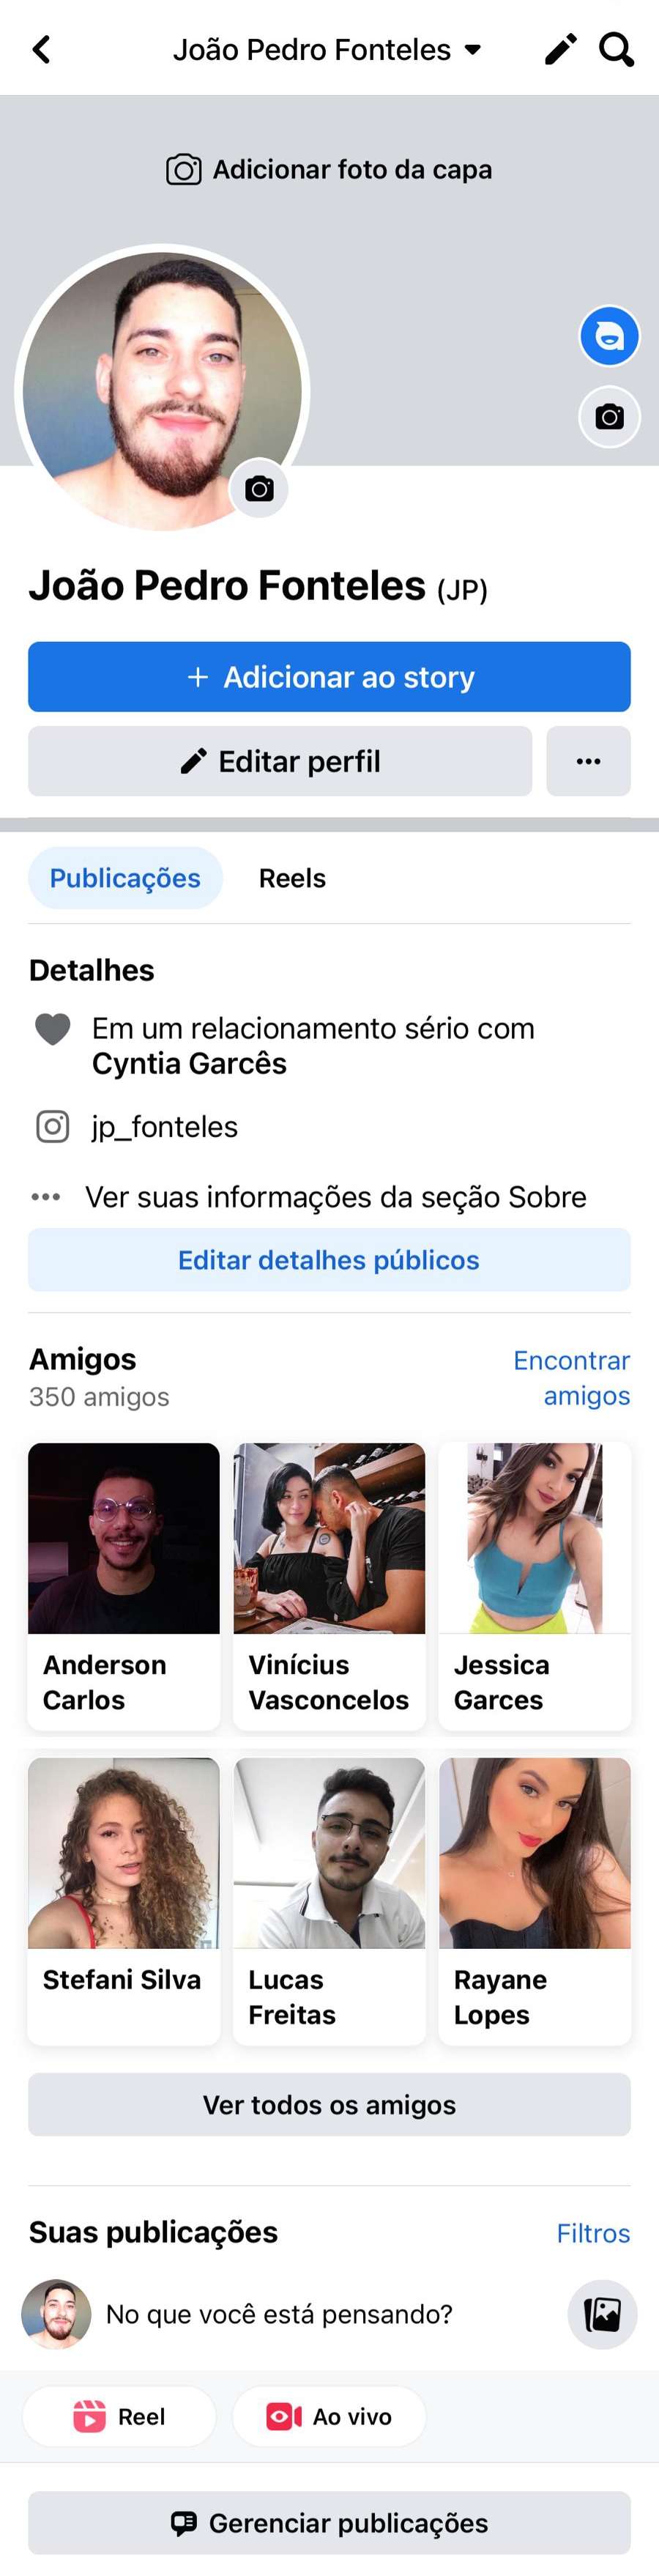 João Pedro Fonteles
Adicionar foto da capa
João Pedro Fonteles (JP)
+ Adicionar ao story
Editar perfil
Publicações
Reels
Detalhes
Em um relacionamento sério com
Cyntia Garcês
jp_fonteles
Ver suas informações da seção Sobre
Editar detalhes públicos
Amigos
350 amigos
Encontrar
amigos
Anderson
Carlos
Vinícius
Vasconcelos
Jessica
Garces
Stefani Silva
Lucas
Freitas
Rayane
Lopes
Ver todos os amigos
Suas publicações
Filtros
No que você está pensando?
Reel
Ao vivo
Gerenciar publicações